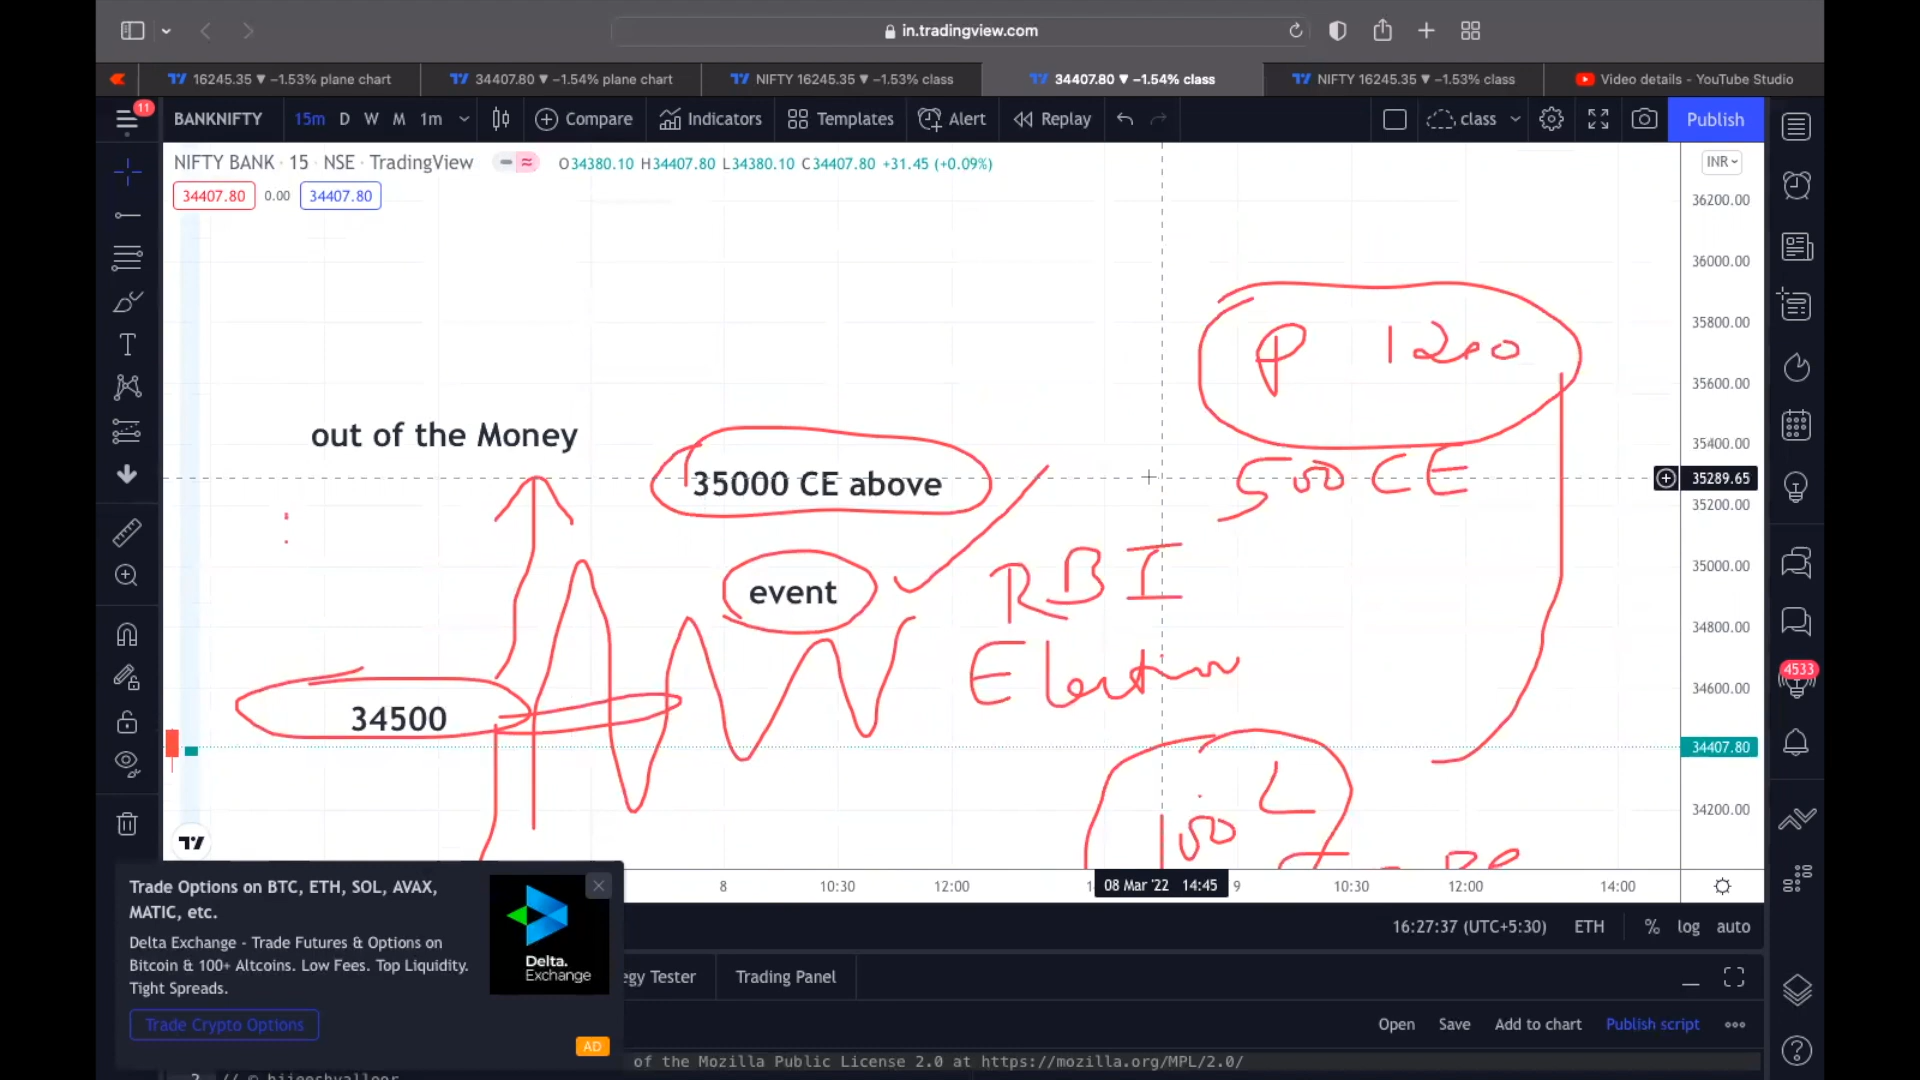 in.tradingview.com
16245.35 ▼ −1.53% plane chart
34407.80 ▼ −1.54% plane chart
NIFTY 16245.35 ▼ −1.53% class
34407.80 ▼ −1.54% class
NIFTY 16245.35 ▼ −1.53% class
Video details - YouTube Studio
11
BANKNIFTY 15m D W M 1m Compare Indicators Templates Alert Replay class Publish
NIFTY BANK · 15 · NSE · TradingView O34380.10 H34407.80 L34380.10 C34407.80 +31.45 (+0.09%)
INR
34407.80 0.00 34407.80
36200.00
36000.00
35800.00
35600.00
35400.00
35289.65
35200.00
35000.00
34800.00
34600.00
34407.80
34200.00
P 1200
out of the Money
35000 CE above
500 CE
event
RBI
Election
34500
L
100
4533
8 10:30 12:00 08 Mar '22 14:45 9 10:30 12:00 14:00
16:27:37 (UTC+5:30) ETH % log auto
Trade Options on BTC, ETH, SOL, AVAX,
MATIC, etc.
Delta Exchange - Trade Futures & Options on
Bitcoin & 100+ Altcoins. Low Fees. Top Liquidity.
Tight Spreads.
Delta.
Exchange
Trade Crypto Options
AD
egy Tester Trading Panel
Open Save Add to chart Publish script
of the Mozilla Public License 2.0 at https://mozilla.org/MPL/2.0/